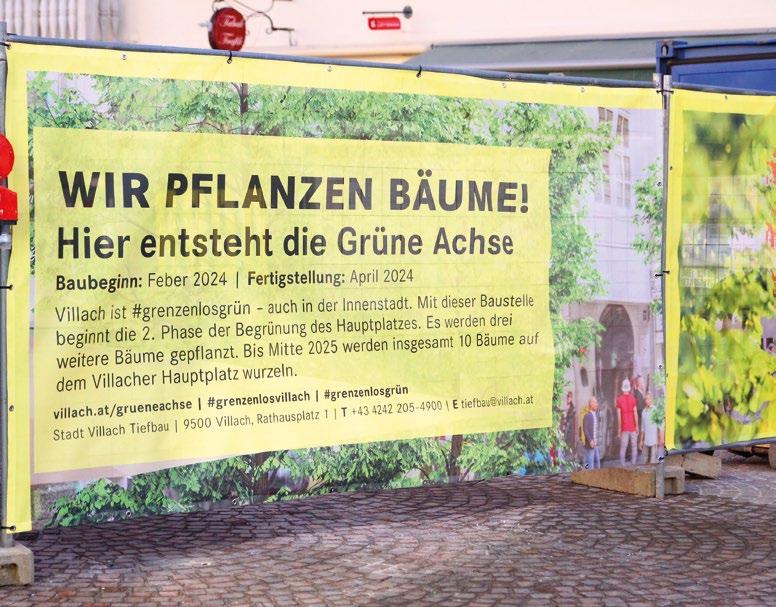 Tabak
Trafik
WIR PFLANZEN BÄUME!
Hier entsteht die Grüne Achse
Baubeginn: Feber 2024 | Fertigstellung: April 2024
Villach ist #grenzenlosgrün – auch in der Innenstadt. Mit dieser Baustelle
beginnt die 2. Phase der Begrünung des Hauptplatzes. Es werden drei
weitere Bäume gepflanzt. Bis Mitte 2025 werden insgesamt 10 Bäume auf
dem Villacher Hauptplatz wurzeln.
villach.at/grueneachse | #grenzenlosvillach | #grenzenlosgrün
Stadt Villach Tiefbau | 9500 Villach, Rathausplatz 1 | T +43 4242 205-4900 | E tiefbau@villach.at